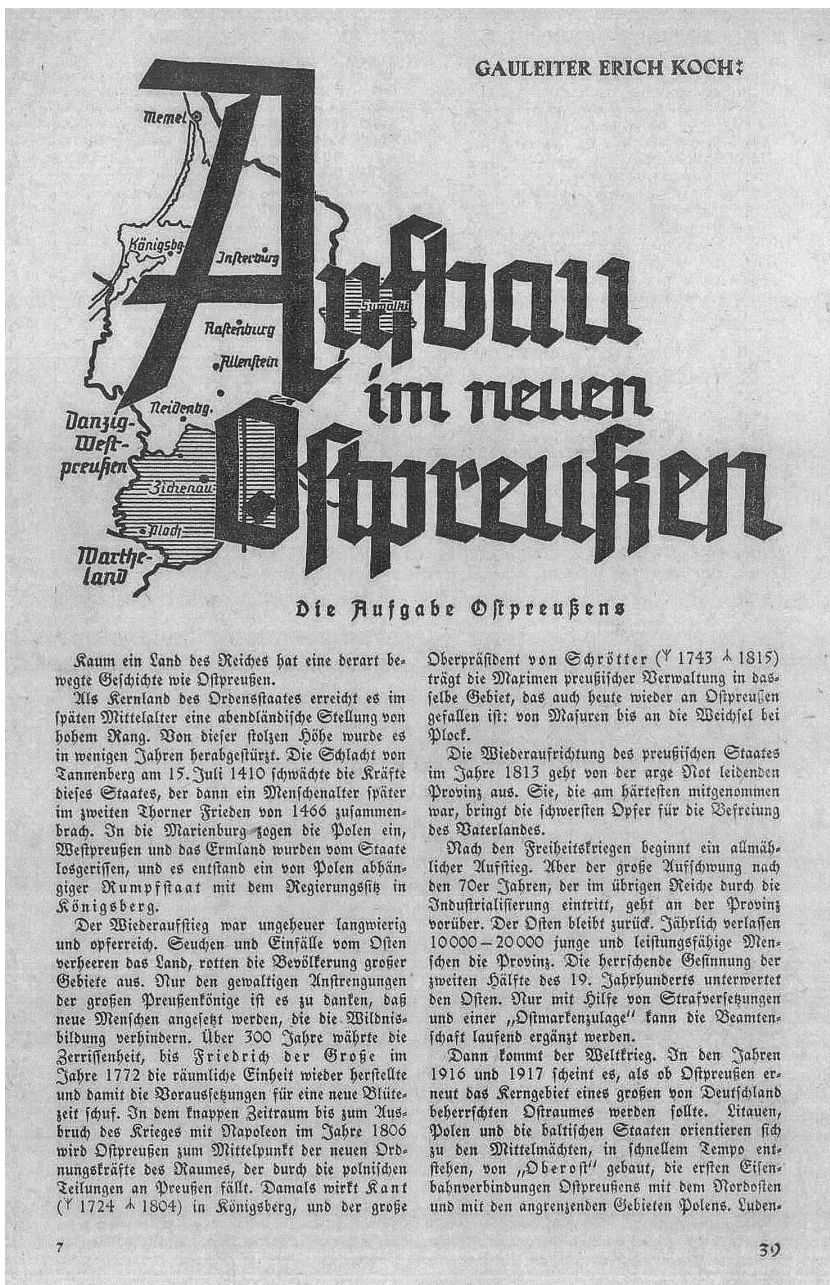 GAULEITER ERICH KOCH:
Memel
Königsbg.
Insterburg
Suwalki
Rastenburg
Allenstein
Neidenbg.
Danzig-
West-
preußen
Zichenau
Plock
Warthe-
land
Aufbau
im neuen
Ostpreußen
Die Aufgabe Ostpreußens
Kaum ein Land des Reiches hat eine derart be-
wegte Geschichte wie Ostpreußen.
Als Kernland des Ordensstaates erreicht es im
späten Mittelalter eine abendländische Stellung von
hohem Rang. Von dieser stolzen Höhe wurde es
in wenigen Jahren herabgestürzt. Die Schlacht von
Tannenberg am 15. Juli 1410 schwächte die Kräfte
dieses Staates, der dann ein Menschenalter später
im zweiten Thorner Frieden von 1466 zusammen-
brach. In die Marienburg zogen die Polen ein,
Westpreußen und das Ermland wurden vom Staate
losgerissen, und es entstand ein von Polen abhän-
giger Rumpfstaat mit dem Regierungssitz in
Königsberg.
Der Wiederaufstieg war ungeheuer langwierig
und opferreich. Seuchen und Einfälle vom Osten
verheeren das Land, rotten die Bevölkerung großer
Gebiete aus. Nur den gewaltigen Anstrengungen
der großen Preußenkönige ist es zu danken, daß
neue Menschen angesetzt werden, die die Wildnis-
bildung verhindern. Über 300 Jahre währte die
Zerrissenheit, bis Friedrich der Große im
Jahre 1772 die räumliche Einheit wieder herstellte
und damit die Voraussetzungen für eine neue Blüte-
zeit schuf. In dem knappen Zeitraum bis zum Aus-
bruch des Krieges mit Napoleon im Jahre 1806
wird Ostpreußen zum Mittelpunkt der neuen Ord-
nungskräfte des Raumes, der durch die polnischen
Teilungen an Preußen fällt. Damals wirkt Kant
(ᛉ 1724 ᛣ 1804) in Königsberg, und der große
Oberpräsident von Schrötter (ᛉ 1743 ᛣ 1815)
trägt die Maximen preußischer Verwaltung in das-
selbe Gebiet, das auch heute wieder an Ostpreußen
gefallen ist: von Masuren bis an die Weichsel bei
Plock.
Die Wiederaufrichtung des preußischen Staates
im Jahre 1813 geht von der arge Not leidenden
Provinz aus. Sie, die am härtesten mitgenommen
war, bringt die schwersten Opfer für die Befreiung
des Vaterlandes.
Nach den Freiheitskriegen beginnt ein allmäh-
licher Aufstieg. Aber der große Aufschwung nach
den 70er Jahren, der im übrigen Reiche durch die
Industrialisierung eintritt, geht an der Provinz
vorüber. Der Osten bleibt zurück. Jährlich verlassen
10000—20000 junge und leistungsfähige Men-
schen die Provinz. Die herrschende Gesinnung der
zweiten Hälfte des 19. Jahrhunderts unterwertet
den Osten. Nur mit Hilfe von Strafversetzungen
und einer „Ostmarkenzulage" kann die Beamten-
schaft laufend ergänzt werden.
Dann kommt der Weltkrieg. In den Jahren
1916 und 1917 scheint es, als ob Ostpreußen er-
neut das Kerngebiet eines großen von Deutschland
beherrschten Ostraumes werden sollte. Litauen,
Polen und die baltischen Staaten orientieren sich
zu den Mittelmächten, in schnellem Tempo ent-
stehen, von „Oberost" gebaut, die ersten Eisen-
bahnverbindungen Ostpreußens mit dem Nordosten
und mit den angrenzenden Gebieten Polens. Luden-
7
39